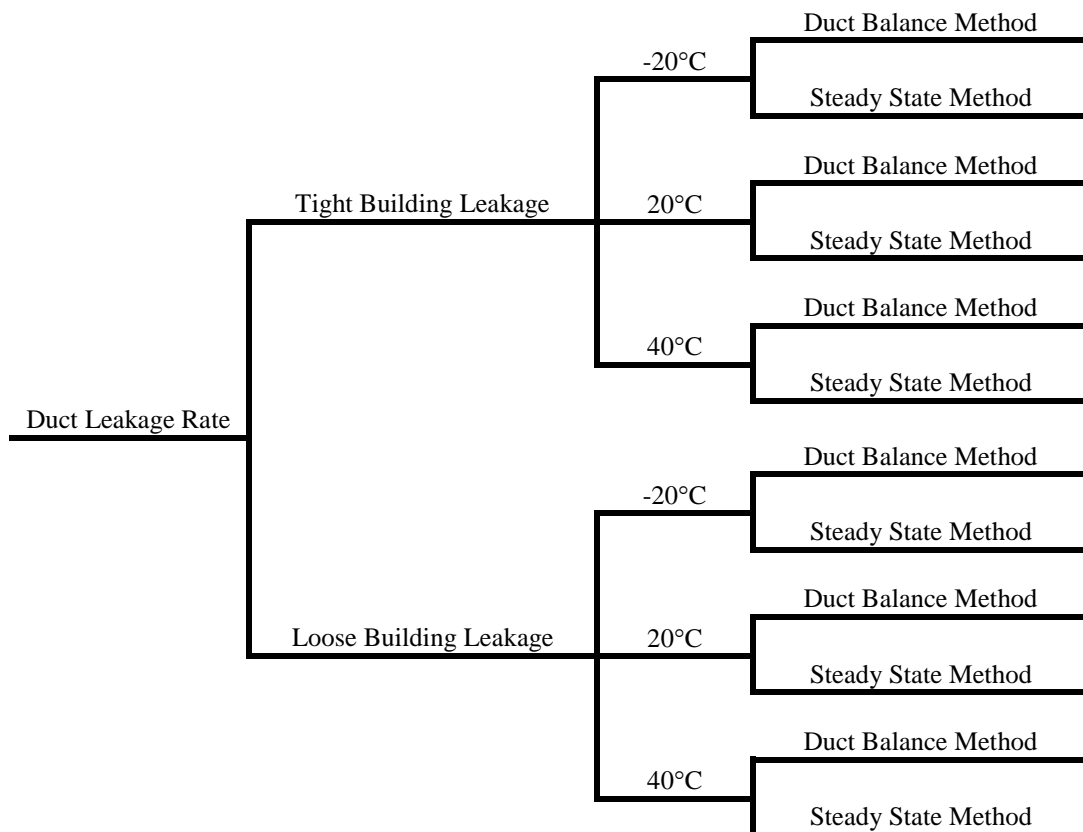 Duct Balance Method
-20°C
Steady State Method
Duct Balance Method
Tight Building Leakage
20°C
Steady State Method
Duct Balance Method
40°C
Steady State Method
Duct Leakage Rate
Duct Balance Method
-20°C
Steady State Method
Duct Balance Method
Loose Building Leakage
20°C
Steady State Method
Duct Balance Method
40°C
Steady State Method